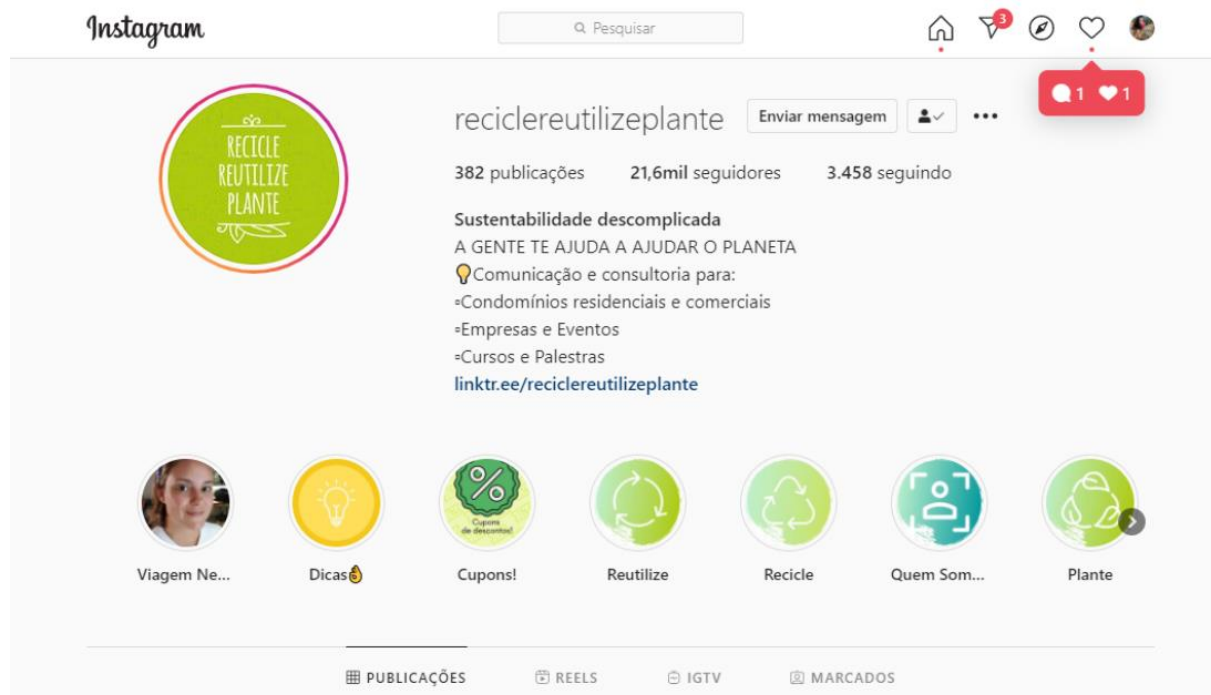 Instagram
Pesquisar
3
1 1
RECICLE
REUTILIZE
PLANTE
reciclereutilizeplante Enviar mensagem
382 publicações 21,6mil seguidores 3.458 seguindo
Sustentabilidade descomplicada
A GENTE TE AJUDA A AJUDAR O PLANETA
💡Comunicação e consultoria para:
▫Condomínios residenciais e comerciais
▫Empresas e Eventos
▫Cursos e Palestras
linktr.ee/reciclereutilizeplante
%
Cupons
de descontos!
Viagem Ne... Dicas👌 Cupons! Reutilize Recicle Quem Som... Plante
PUBLICAÇÕES REELS IGTV MARCADOS